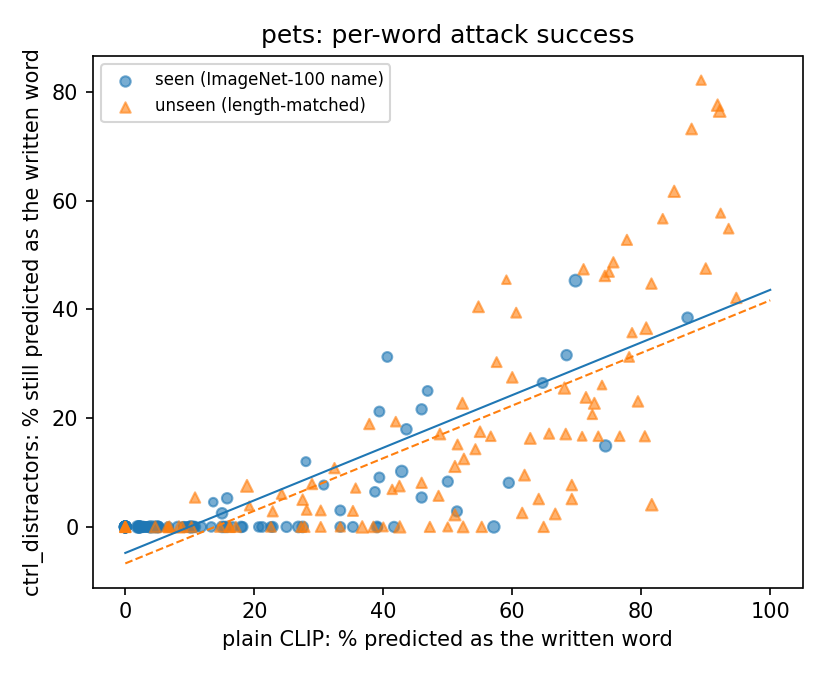 pets: per-word attack success
seen (ImageNet-100 name)
unseen (length-matched)
ctrl_distractors: % still predicted as the written word
80
60
40
20
0
0 20 40 60 80 100
plain CLIP: % predicted as the written word